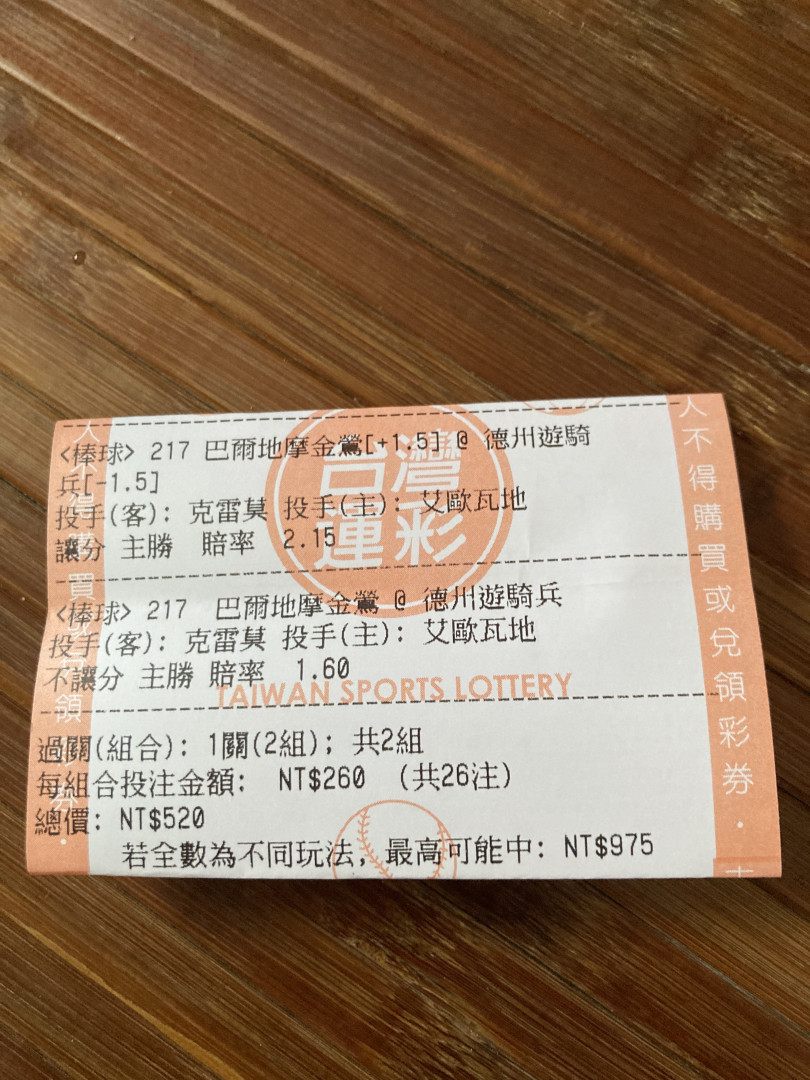 <棒球> 217 巴爾地摩金鶯[+1.5] @ 德州遊騎
兵[-1.5]
投手(客): 克雷莫 投手(主): 艾歐瓦地
讓分 主勝 賠率 2.15
<棒球> 217 巴爾地摩金鶯 @ 德州遊騎兵
投手(客): 克雷莫 投手(主): 艾歐瓦地
不讓分 主勝 賠率 1.60
過關(組合): 1關(2組); 共2組
每組合投注金額: NT$260 (共26注)
總價: NT$520
若全數為不同玩法, 最高可能中: NT$975
台灣
運彩
TAIWAN SPORTS LOTTERY
人不得購買或兌領彩券.